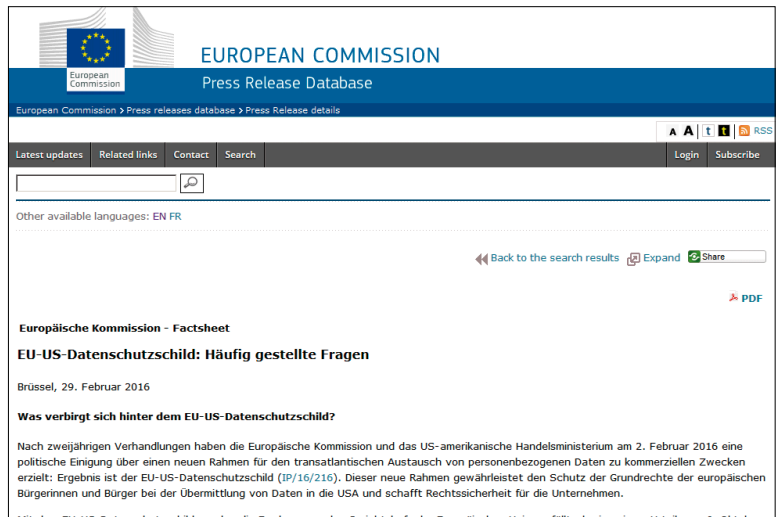 European
Commission
EUROPEAN COMMISSION
Press Release Database
European Commission > Press releases database > Press Release details
A A t t RSS
Latest updates Related links Contact Search Login Subscribe
Other available languages: EN FR
Back to the search results Expand Share
PDF
Europäische Kommission - Factsheet
EU-US-Datenschutzschild: Häufig gestellte Fragen
Brüssel, 29. Februar 2016
Was verbirgt sich hinter dem EU-US-Datenschutzschild?
Nach zweijährigen Verhandlungen haben die Europäische Kommission und das US-amerikanische Handelsministerium am 2. Februar 2016 eine
politische Einigung über einen neuen Rahmen für den transatlantischen Austausch von personenbezogenen Daten zu kommerziellen Zwecken
erzielt: Ergebnis ist der EU-US-Datenschutzschild (IP/16/216). Dieser neue Rahmen gewährleistet den Schutz der Grundrechte der europäischen
Bürgerinnen und Bürger bei der Übermittlung von Daten in die USA und schafft Rechtssicherheit für die Unternehmen.